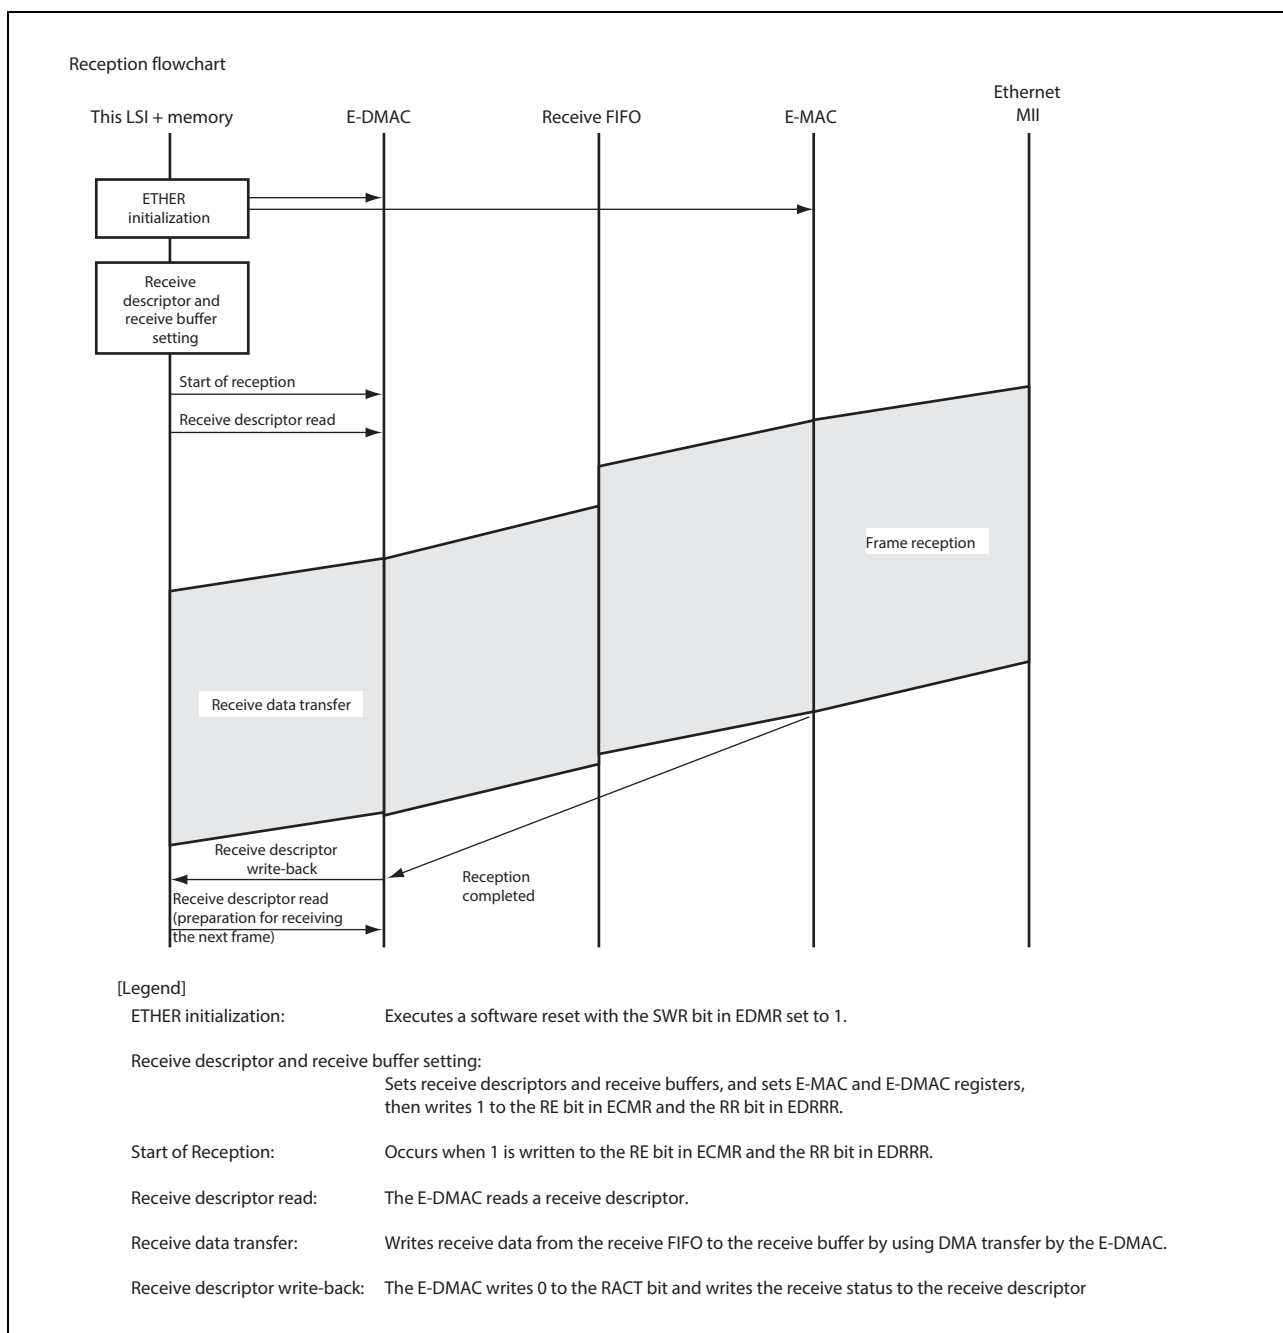 Reception flowchart
This LSI + memory
E-DMAC
Receive FIFO
E-MAC
Ethernet
MII
ETHER
initialization
Receive
descriptor and
receive buffer
setting
Start of reception
Receive descriptor read
Frame reception
Receive data transfer
Receive descriptor
write-back
Reception
completed
Receive descriptor read
(preparation for receiving
the next frame)
[Legend]
ETHER initialization: Executes a software reset with the SWR bit in EDMR set to 1.
Receive descriptor and receive buffer setting:
Sets receive descriptors and receive buffers, and sets E-MAC and E-DMAC registers,
then writes 1 to the RE bit in ECMR and the RR bit in EDRRR.
Start of Reception: Occurs when 1 is written to the RE bit in ECMR and the RR bit in EDRRR.
Receive descriptor read: The E-DMAC reads a receive descriptor.
Receive data transfer: Writes receive data from the receive FIFO to the receive buffer by using DMA transfer by the E-DMAC.
Receive descriptor write-back: The E-DMAC writes 0 to the RACT bit and writes the receive status to the receive descriptor